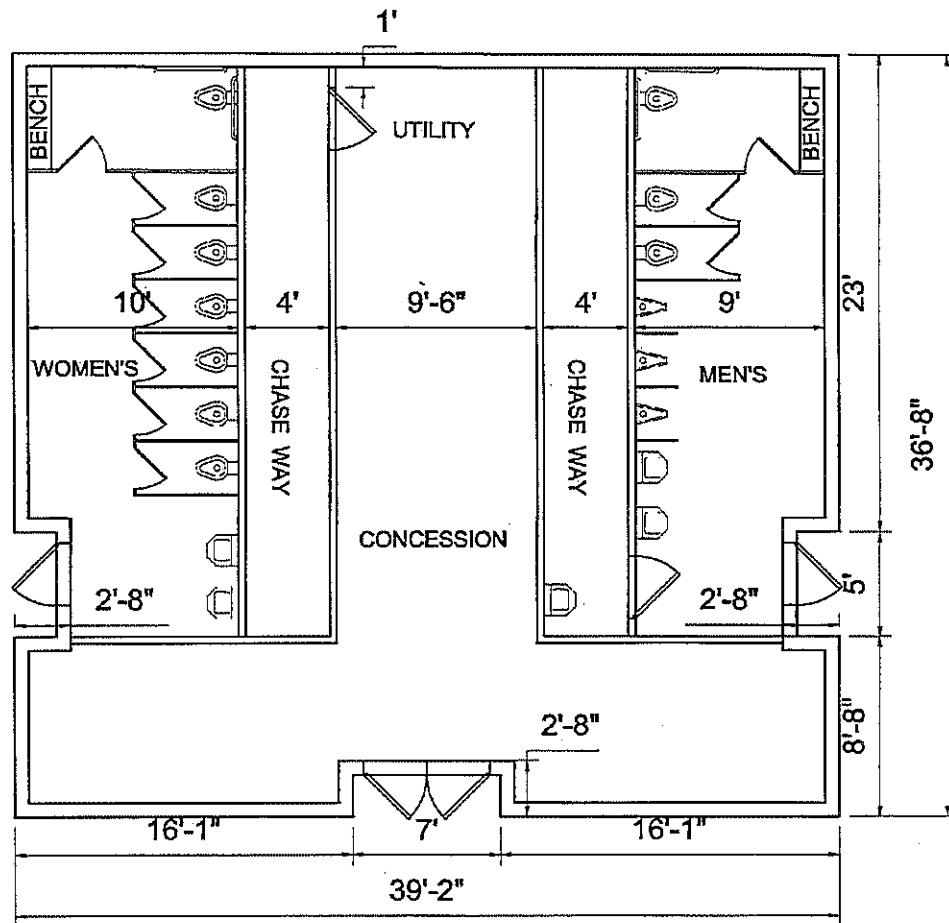 1'
BENCH
UTILITY
BENCH
10'
4'
9'-6"
4'
9'
23'
WOMEN'S
CHASE WAY
CHASE WAY
MEN'S
36'-8"
CONCESSION
2'-8"
2'-8"
5'
2'-8"
8'-8"
16'-1"
7'
16'-1"
39'-2"